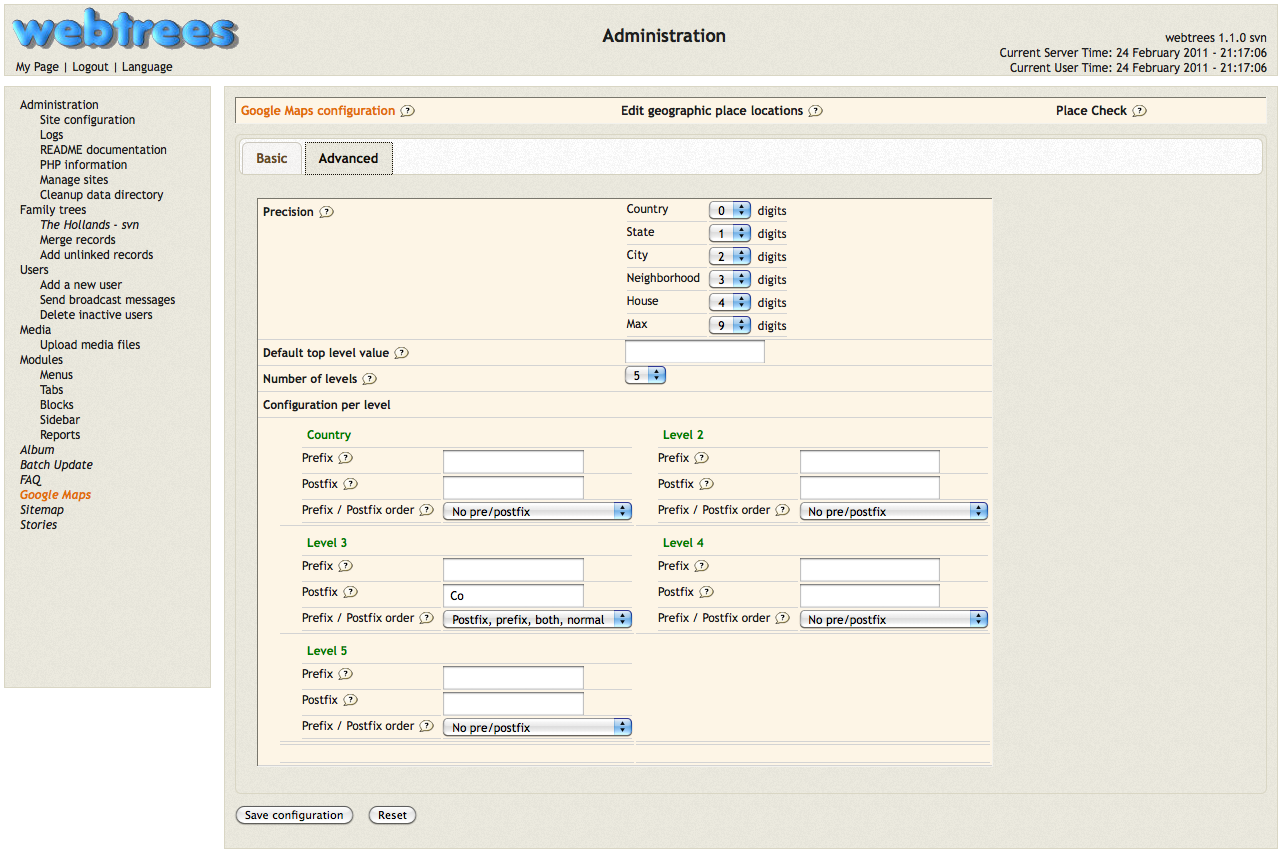 webtrees
Administration
webtrees 1.1.0 svn
Current Server Time: 24 February 2011 - 21:17:06
My Page | Logout | Language
Current User Time: 24 February 2011 - 21:17:06
Administration
Site configuration
Logs
README documentation
PHP information
Manage sites
Cleanup data directory
Family trees
The Hollands - svn
Merge records
Add unlinked records
Users
Add a new user
Send broadcast messages
Delete inactive users
Media
Upload media files
Modules
Menus
Tabs
Blocks
Sidebar
Reports
Album
Batch Update
FAQ
Google Maps
Sitemap
Stories
Google Maps configuration ? Edit geographic place locations ? Place Check ?
Basic Advanced
Precision ? Country 0 digits
State 1 digits
City 2 digits
Neighborhood 3 digits
House 4 digits
Max 9 digits
Default top level value ?
Number of levels ? 5
Configuration per level
Country Level 2
Prefix ? Prefix ?
Postfix ? Postfix ?
Prefix / Postfix order ? No pre/postfix Prefix / Postfix order ? No pre/postfix
Level 3 Level 4
Prefix ? Prefix ?
Postfix ? Co Postfix ?
Prefix / Postfix order ? Postfix, prefix, both, normal Prefix / Postfix order ? No pre/postfix
Level 5
Prefix ?
Postfix ?
Prefix / Postfix order ? No pre/postfix
Save configuration Reset